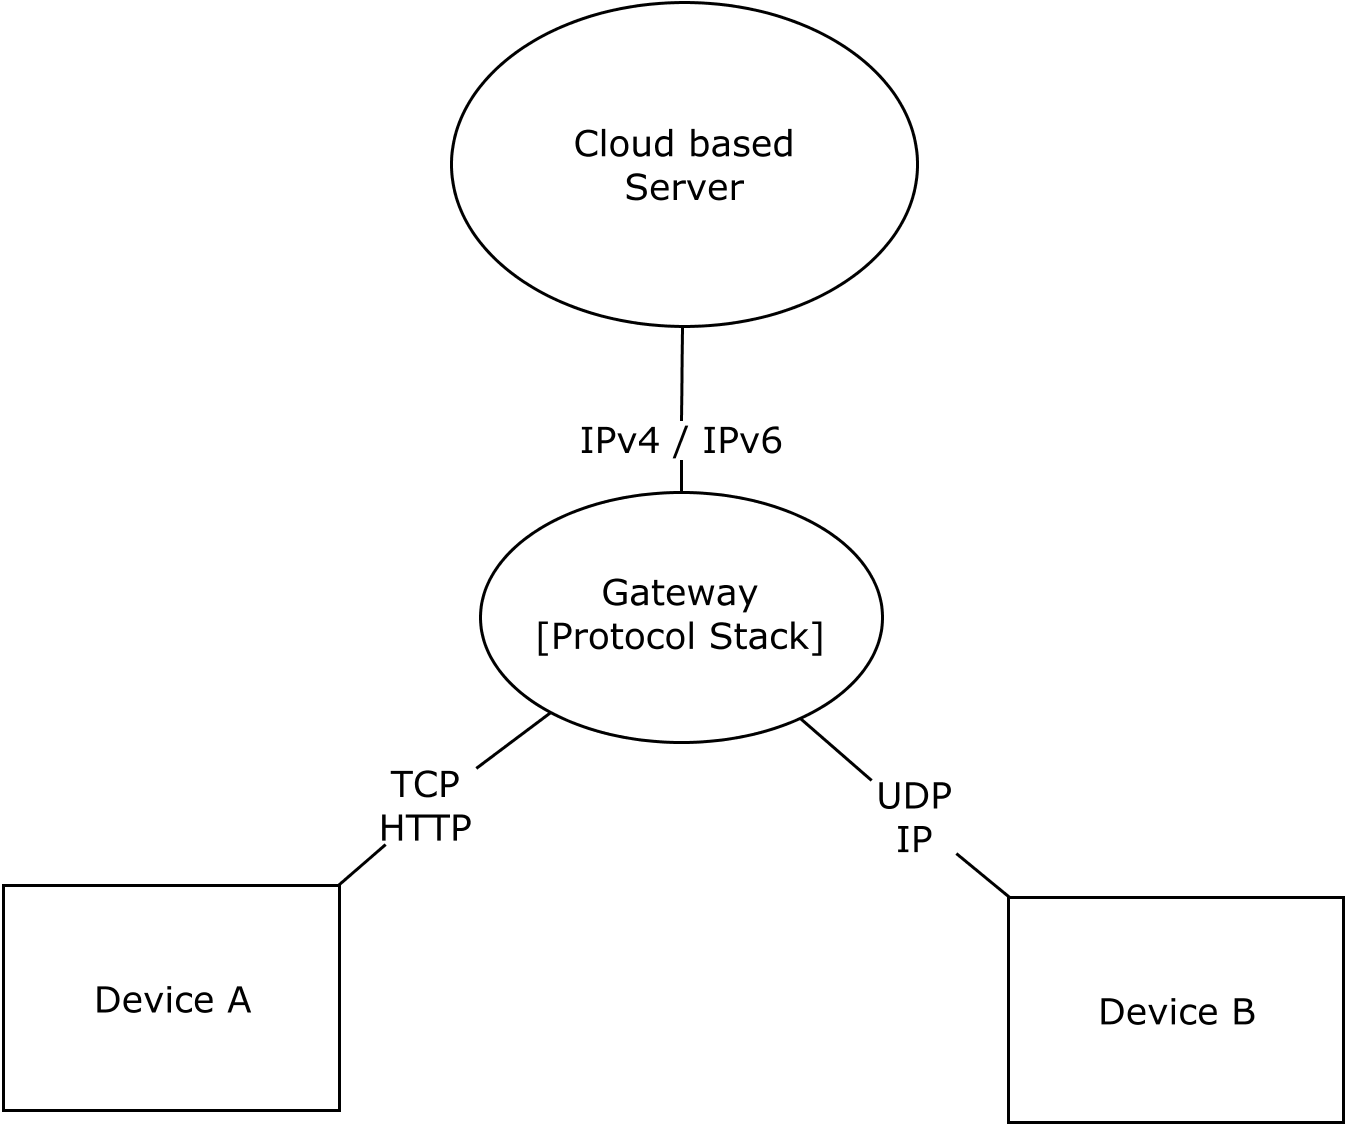 Cloud based
Server
IPv4 / IPv6
Gateway
[Protocol Stack]
TCP
HTTP
UDP
IP
Device A
Device B